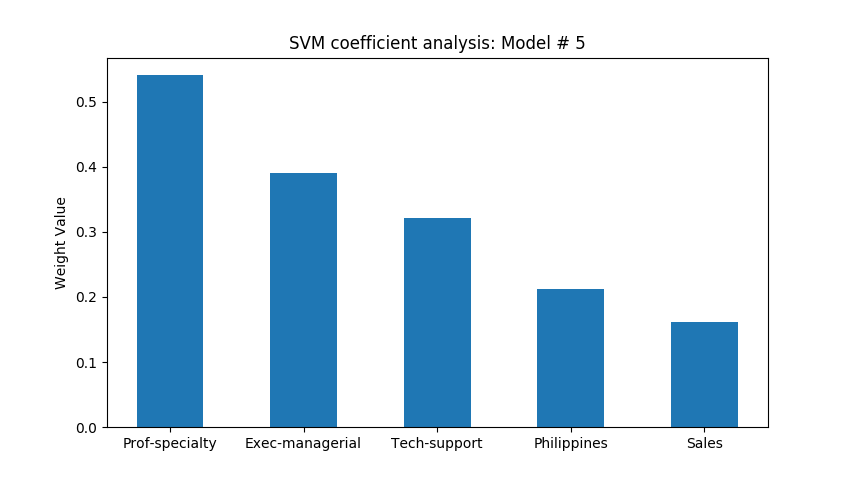 SVM coefficient analysis: Model # 5
Weight Value
0.5
0.4
0.3
0.2
0.1
0.0
Prof-specialty Exec-managerial Tech-support Philippines Sales